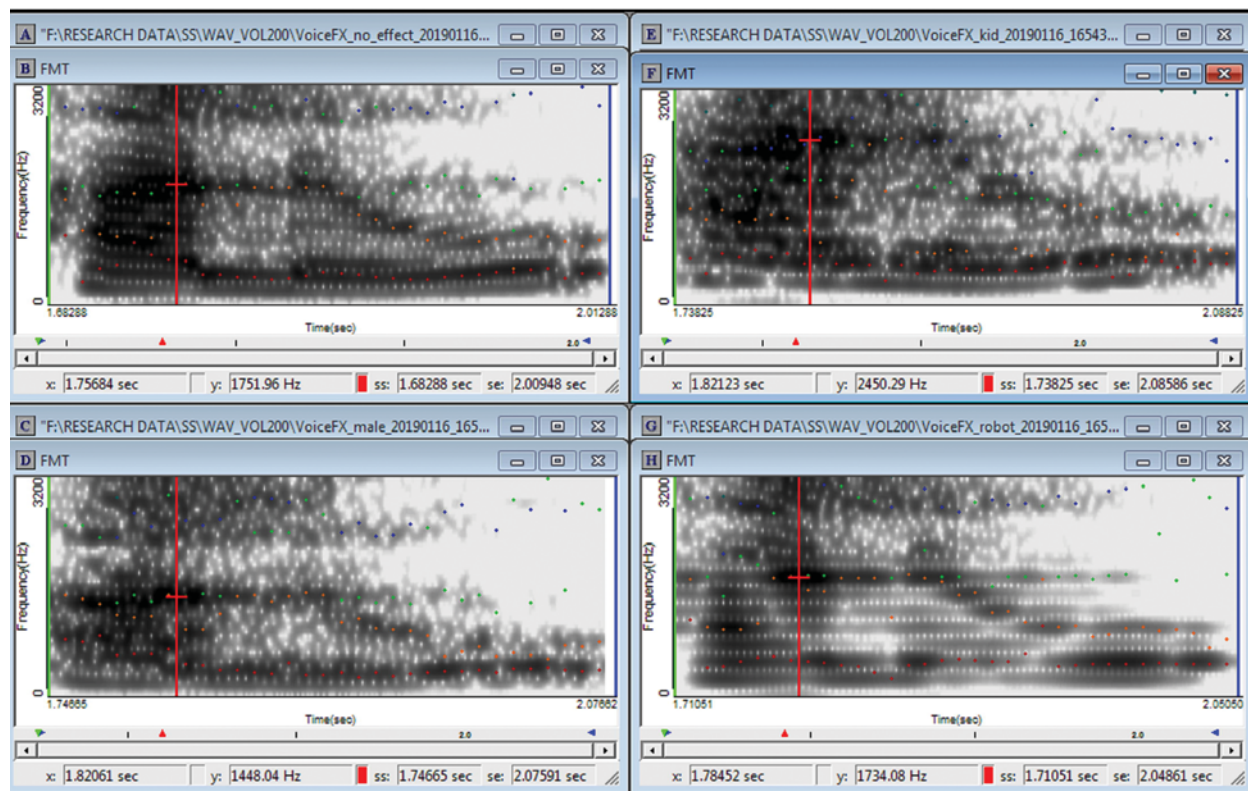 A "F:\RESEARCH DATA\SS\WAV_VOL200\VoiceFX_no_effect_20190116...
B FMT
3200
Frequency(Hz)
0
1.68288 2.01288
Time(sec)
2.0
x: 1.75684 sec y: 1751.96 Hz ss: 1.68288 sec se: 2.00948 sec
E "F:\RESEARCH DATA\SS\WAV_VOL200\VoiceFX_kid_20190116_16543...
F FMT
3200
Frequency(Hz)
0
1.73825 2.08825
Time(sec)
2.0
x: 1.82123 sec y: 2450.29 Hz ss: 1.73825 sec se: 2.08586 sec
C "F:\RESEARCH DATA\SS\WAV_VOL200\VoiceFX_male_20190116_165...
D FMT
3200
Frequency(Hz)
0
1.74665 2.07662
Time(sec)
2.0
x: 1.82061 sec y: 1448.04 Hz ss: 1.74665 sec se: 2.07591 sec
G "F:\RESEARCH DATA\SS\WAV_VOL200\VoiceFX_robot_20190116_165...
H FMT
3200
Frequency(Hz)
0
1.71051 2.05050
Time(sec)
2.0
x: 1.78452 sec y: 1734.08 Hz ss: 1.71051 sec se: 2.04861 sec